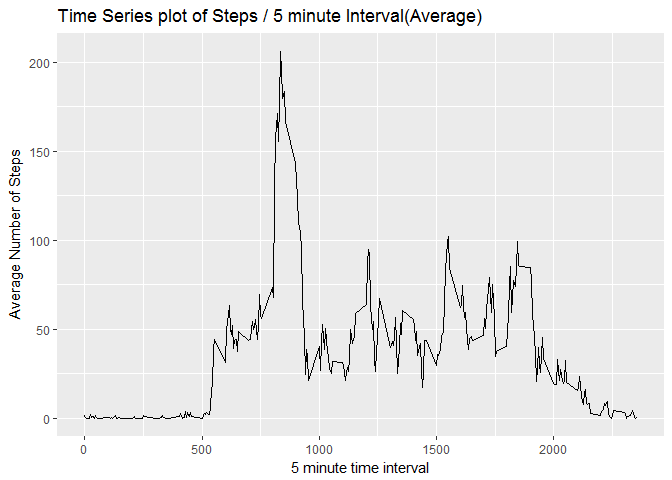 Time Series plot of Steps / 5 minute Interval(Average)
200
150
100
50
0
Average Number of Steps
0 500 1000 1500 2000
5 minute time interval